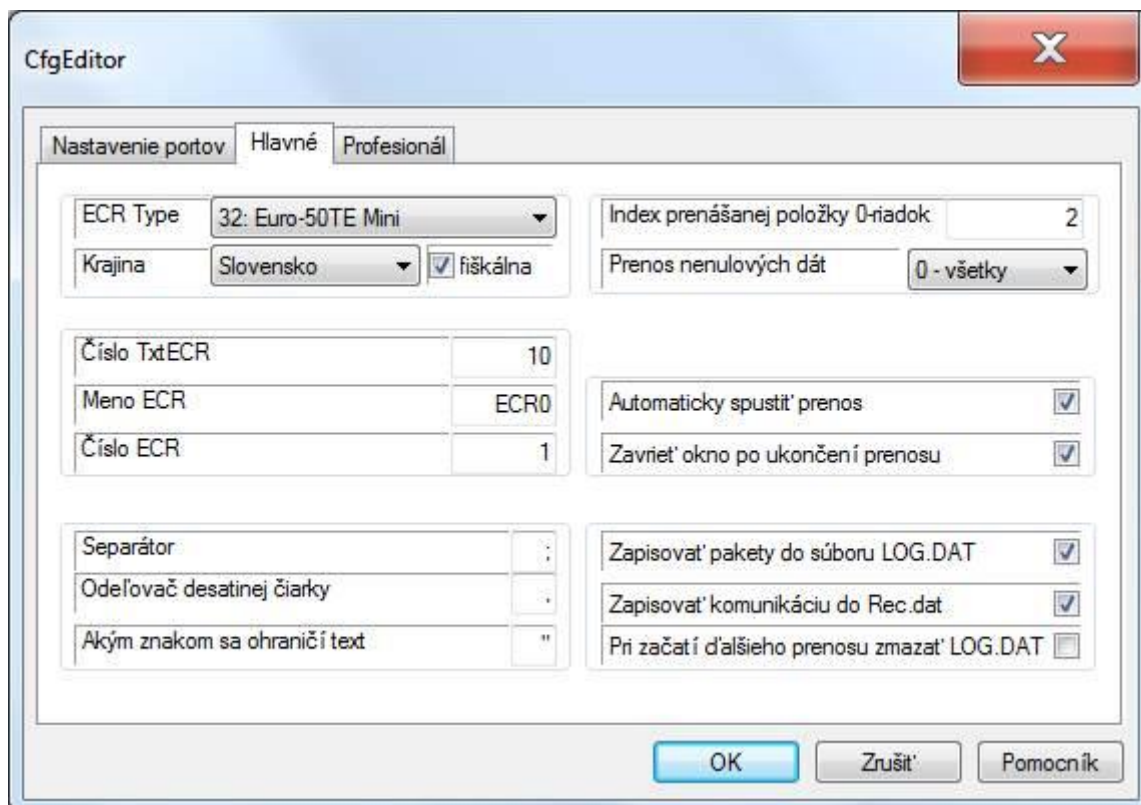 CfgEditor
Nastavenie portov Hlavné Profesionál
ECR Type 32: Euro-50TE Mini
Krajina Slovensko fiškálna
Index prenášanej položky 0-riadok 2
Prenos nenulových dát 0 - všetky
Číslo TxtECR 10
Meno ECR ECR0
Číslo ECR 1
Automaticky spustiť prenos
Zavrieť okno po ukončení prenosu
Separátor ;
Odeľovač desatinej čiarky .
Akým znakom sa ohraničí text "
Zapisovať pakety do súboru LOG.DAT
Zapisovať komunikáciu do Rec.dat
Pri začatí ďalšieho prenosu zmazať LOG.DAT
OK Zrušiť Pomocník